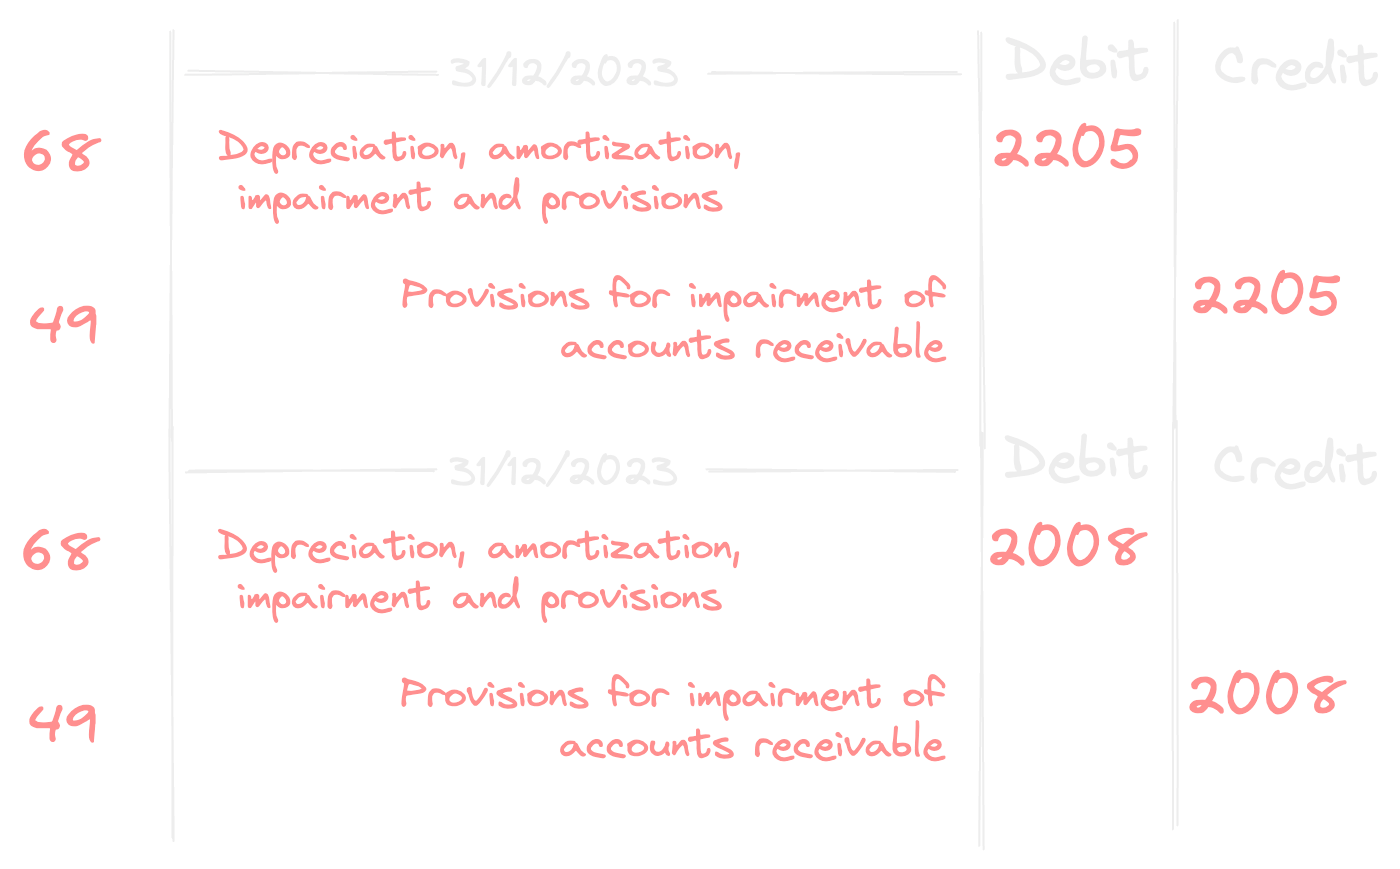 31/12/2023 Debit Credit
68 Depreciation, amortization, 2205
impairment and provisions
49 Provisions for impairment of 2205
accounts receivable
31/12/2023 Debit Credit
68 Depreciation, amortization, 2008
impairment and provisions
49 Provisions for impairment of 2008
accounts receivable